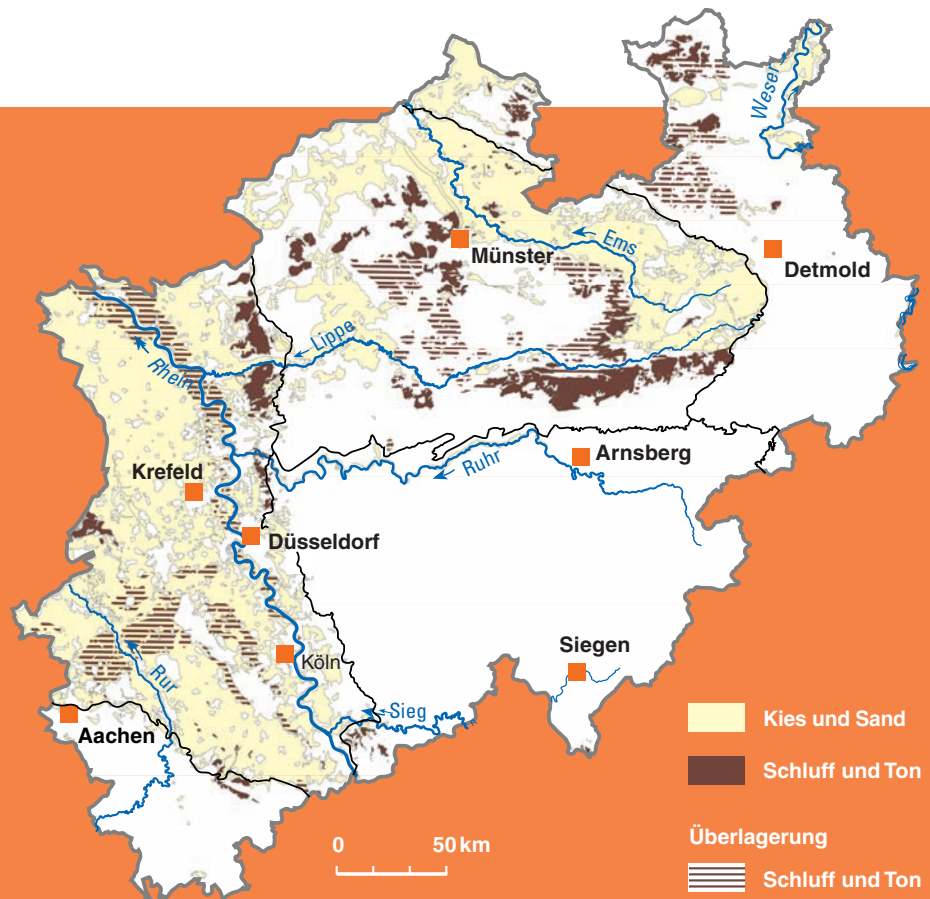 Weser
Ems
Münster
Detmold
Lippe
Rhein
Arnsberg
Ruhr
Krefeld
Düsseldorf
Siegen
Köln
Rur
Sieg
Aachen
Kies und Sand
Schluff und Ton
Überlagerung
Schluff und Ton
0 50 km